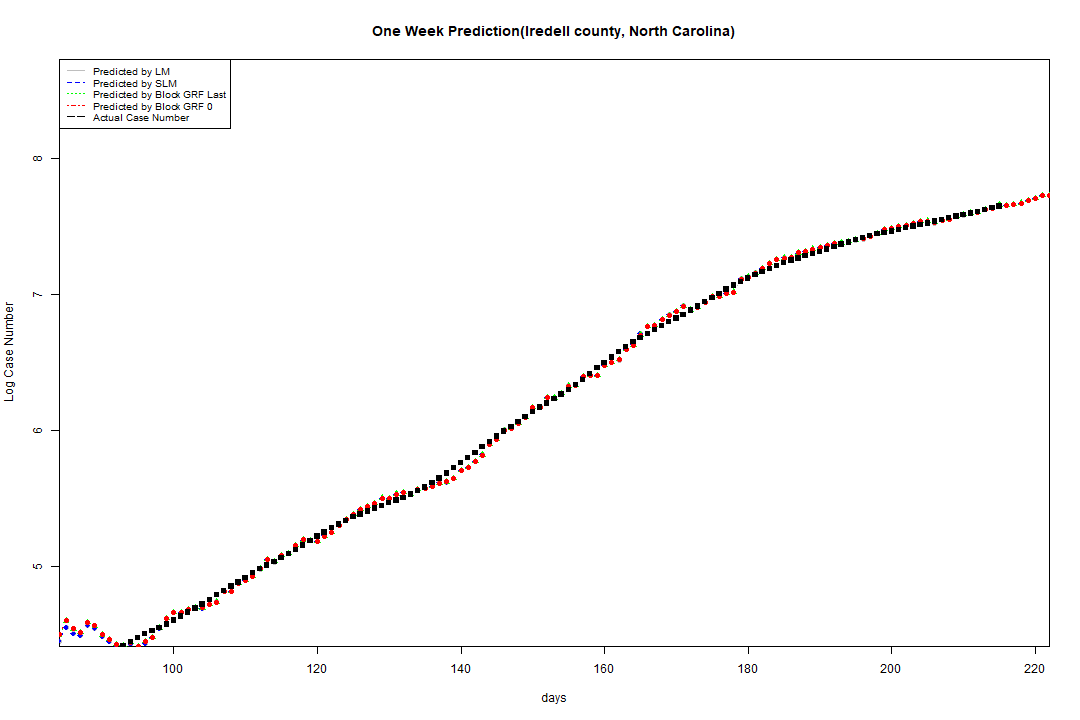 One Week Prediction(Iredell county, North Carolina)
Predicted by LM
Predicted by SLM
Predicted by Block GRF Last
Predicted by Block GRF 0
Actual Case Number
8
7
6
5
Log Case Number
100 120 140 160 180 200 220
days